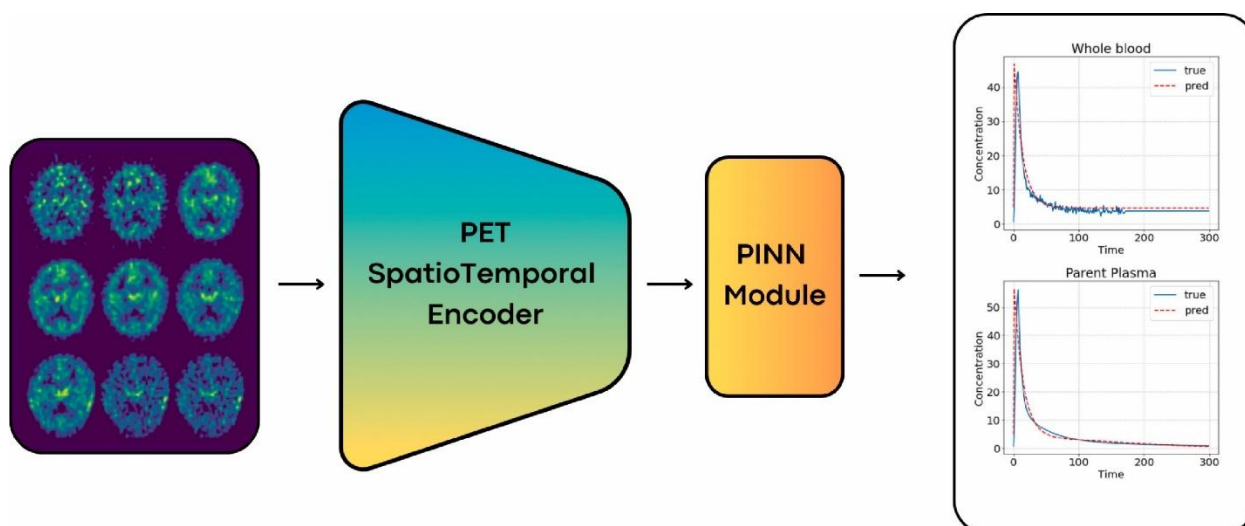 PET
SpatioTemporal
Encoder
PINN
Module
Whole blood
true
pred
Concentration
40
30
20
10
0
0
100
200
300
Time
Parent Plasma
true
pred
Concentration
50
40
30
20
10
0
0
100
200
300
Time